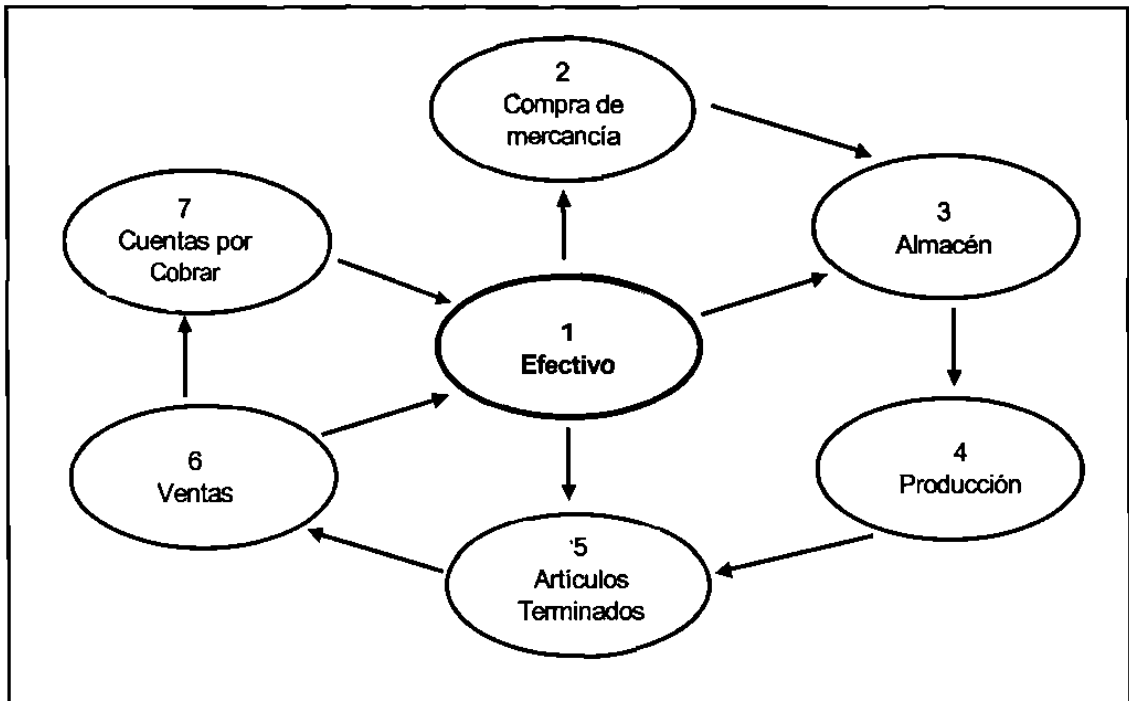 2
Compra de
mercancía
7
Cuentas por
Cobrar
3
Almacén
1
Efectivo
6
Ventas
4
Producción
5
Artículos
Terminados